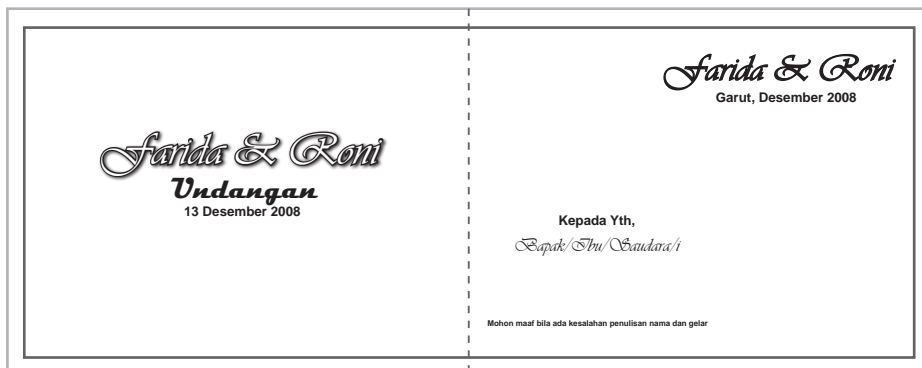 Farida & Roni
Undangan
13 Desember 2008
Farida & Roni
Garut, Desember 2008
Kepada Yth,
Bapak/Ibu/Saudara/i
Mohon maaf bila ada kesalahan penulisan nama dan gelar